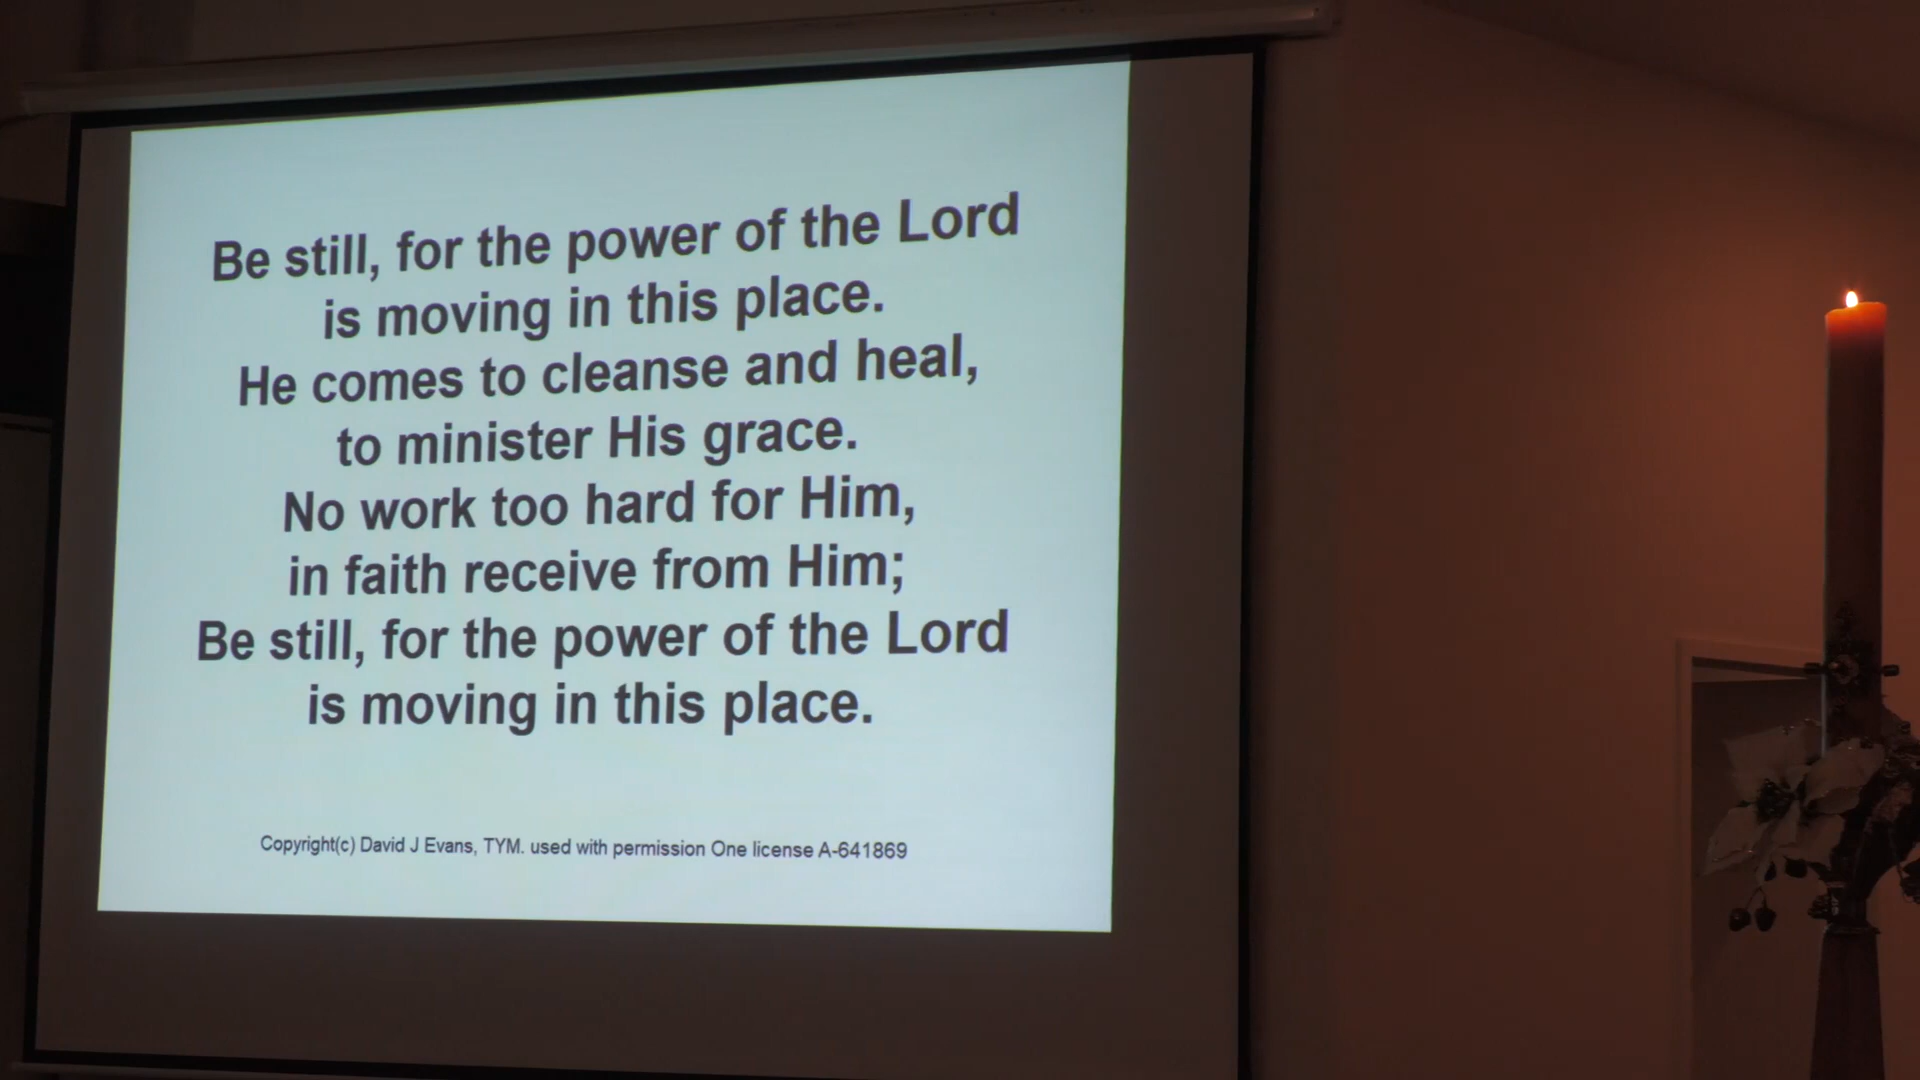 Be still, for the power of the Lord
is moving in this place.
He comes to cleanse and heal,
to minister His grace.
No work too hard for Him,
in faith receive from Him;
Be still, for the power of the Lord
is moving in this place.
Copyright(c) David J Evans, TYM. used with permission One license A-641869